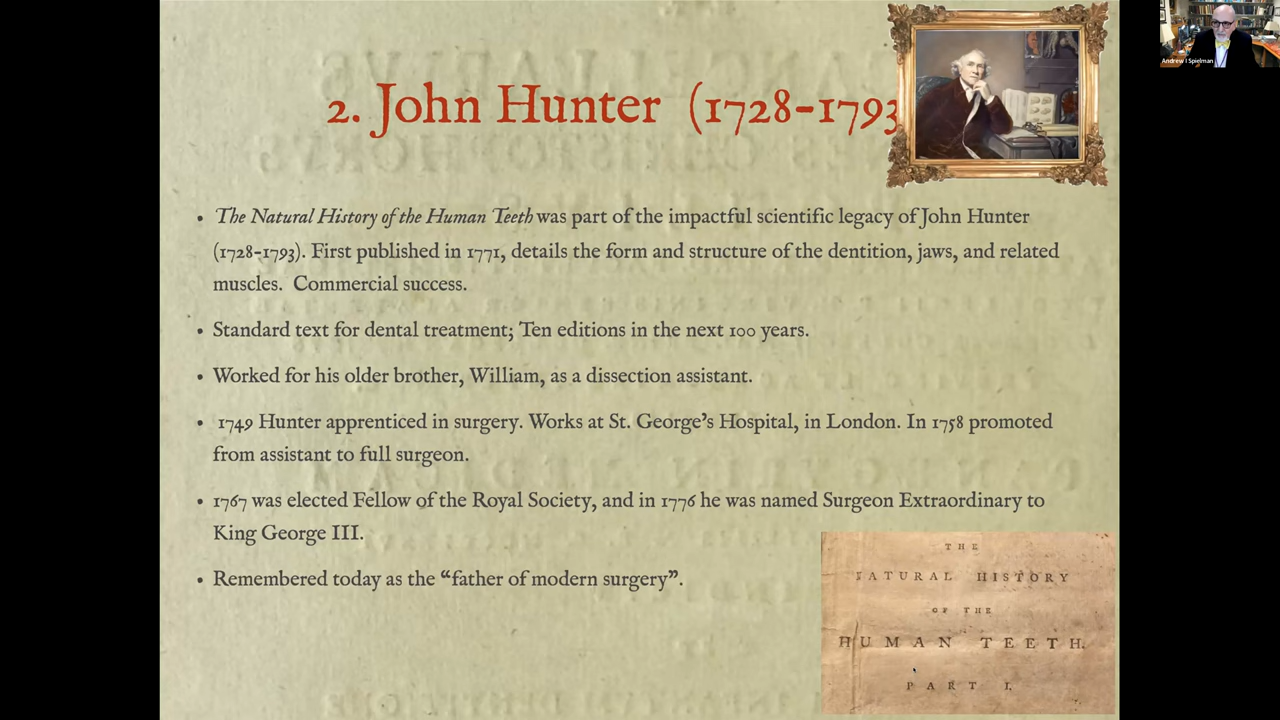 2. John Hunter (1728-1793
Andrew I Spielman
• The Natural History of the Human Teeth was part of the impactful scientific legacy of John Hunter
(1728-1793). First published in 1771, details the form and structure of the dentition, jaws, and related
muscles. Commercial success.
• Standard text for dental treatment; Ten editions in the next 100 years.
• Worked for his older brother, William, as a dissection assistant.
• 1749 Hunter apprenticed in surgery. Works at St. George's Hospital, in London. In 1758 promoted
from assistant to full surgeon.
• 1767 was elected Fellow of the Royal Society, and in 1776 he was named Surgeon Extraordinary to
King George III.
• Remembered today as the “father of modern surgery”.
THE
NATURAL HISTORY
OF THE
HUMAN TEETH.
PART I.